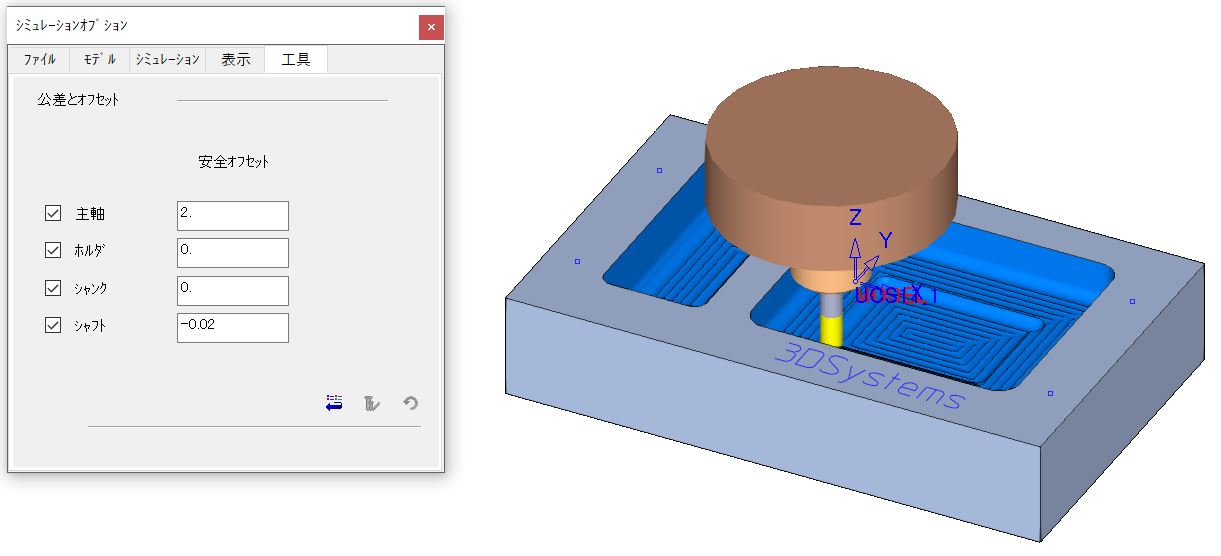 ｼﾐｭﾚｰｼｮﾝｵﾌﾟｼｮﾝ
ﾌｧｲﾙ ﾓﾃﾞﾙ ｼﾐｭﾚｰｼｮﾝ 表示 工具
公差とｵﾌｾｯﾄ
安全ｵﾌｾｯﾄ
主軸 2.
ﾎﾙﾀﾞ 0.
ｼｬﾝｸ 0.
ｼｬﾌﾄ -0.02
Z
Y
X
3DSystems